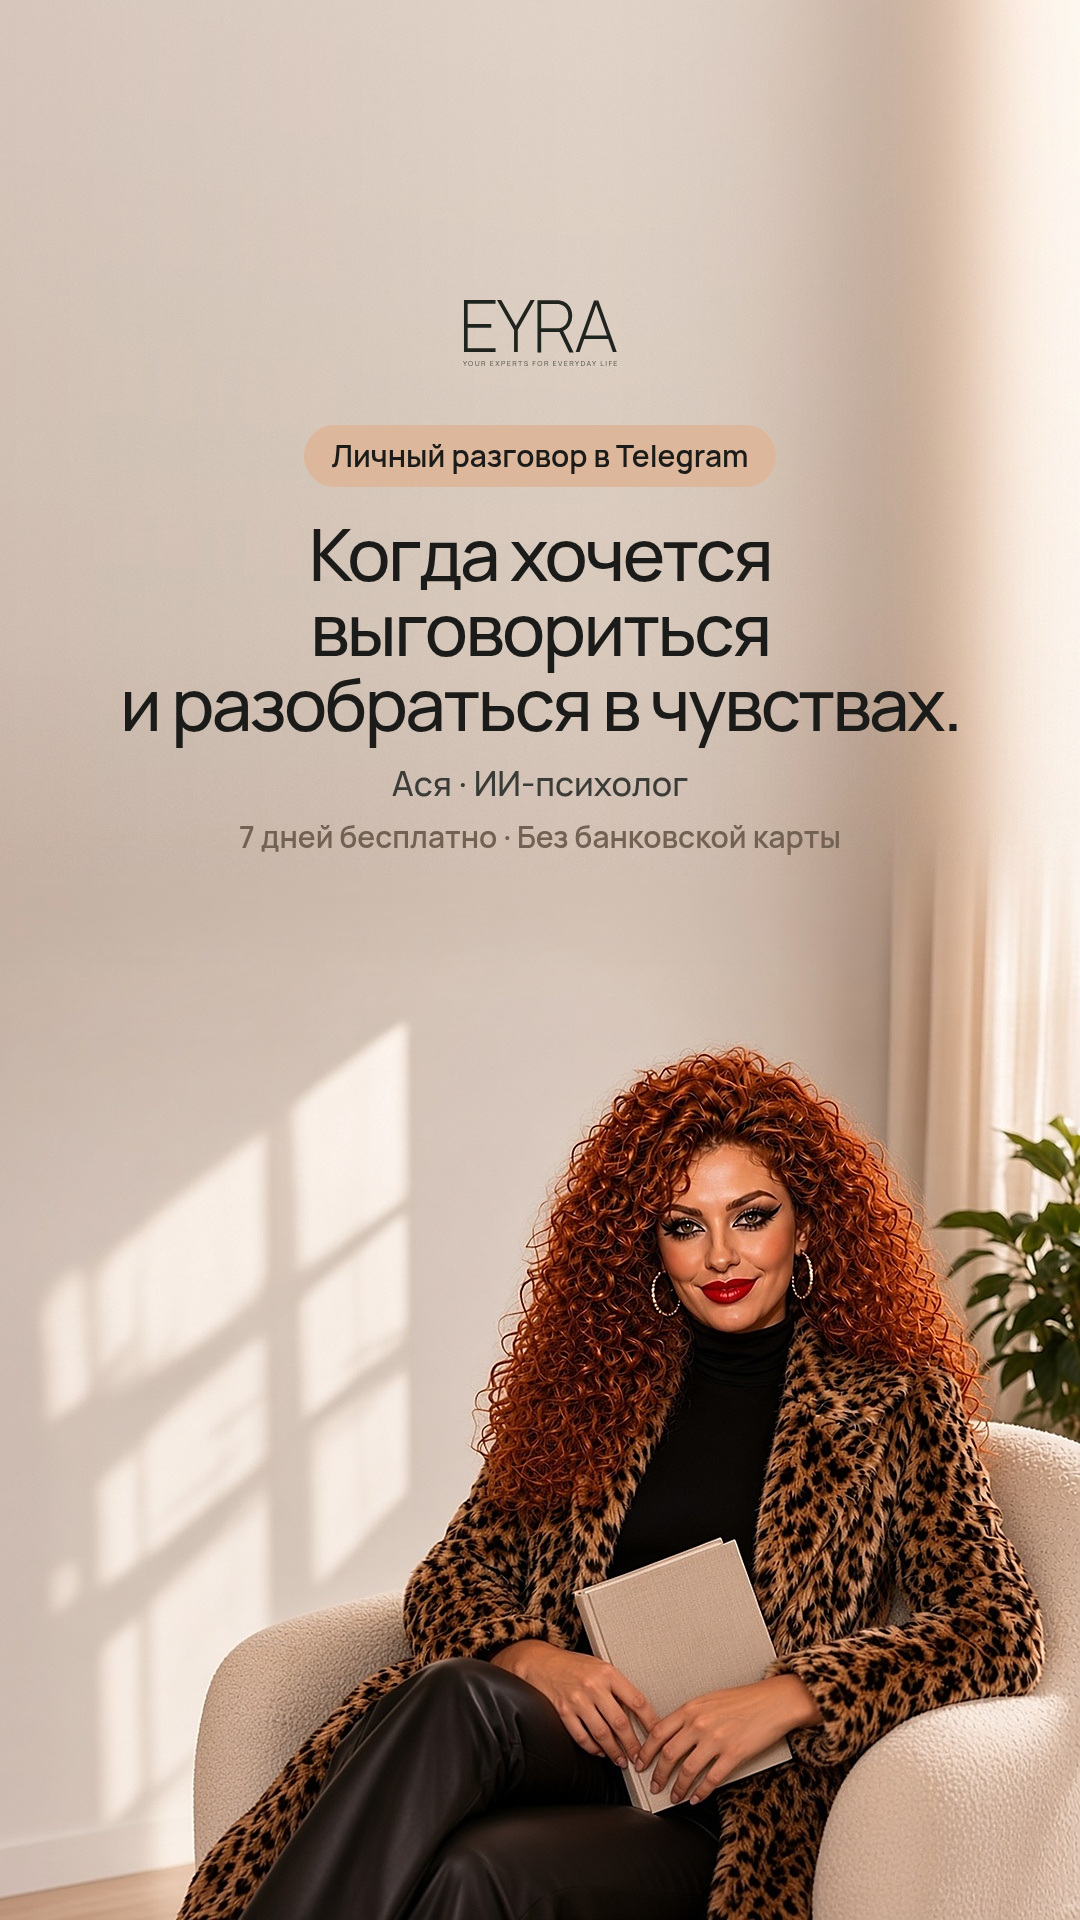 EYRA
YOUR EXPERTS FOR EVERYDAY LIFE
Личный разговор в Telegram
Когда хочется
выговориться
и разобраться в чувствах.
Ася · ИИ-психолог
7 дней бесплатно · Без банковской карты